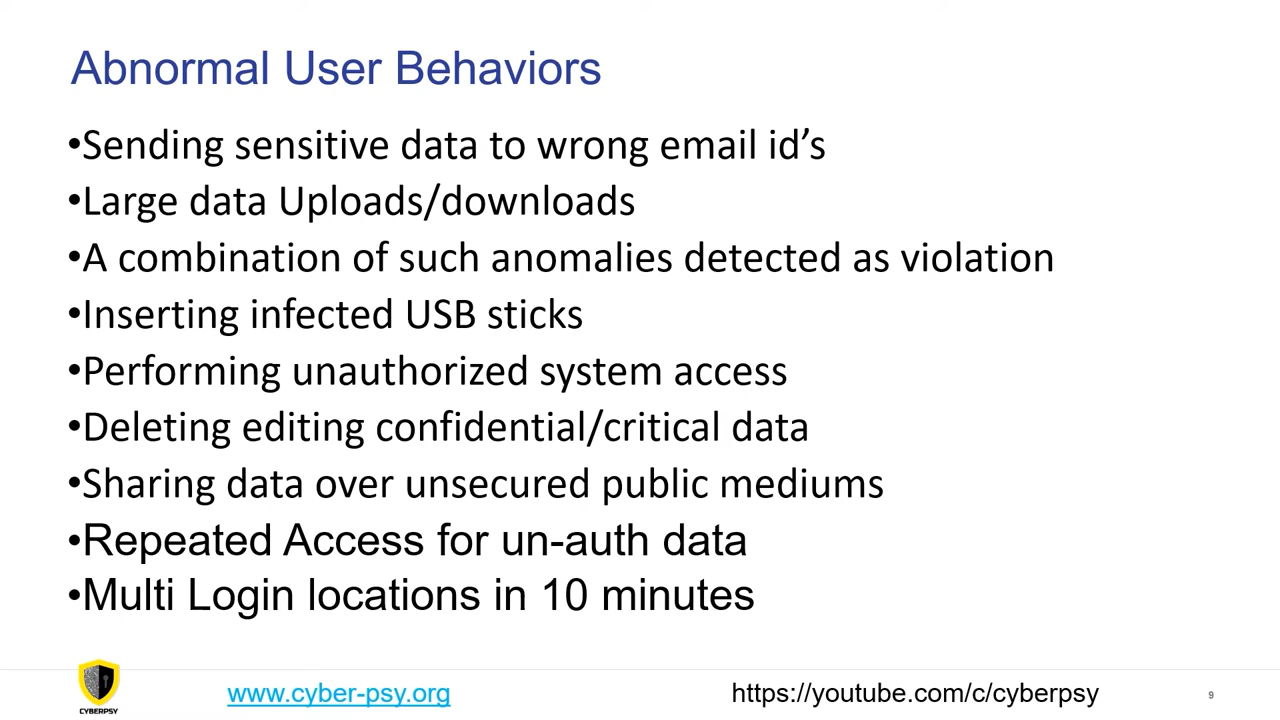 Abnormal User Behaviors
•Sending sensitive data to wrong email id’s
•Large data Uploads/downloads
•A combination of such anomalies detected as violation
•Inserting infected USB sticks
•Performing unauthorized system access
•Deleting editing confidential/critical data
•Sharing data over unsecured public mediums
•Repeated Access for un-auth data
•Multi Login locations in 10 minutes
CYBERPSY
www.cyber-psy.org
https://youtube.com/c/cyberpsy
9